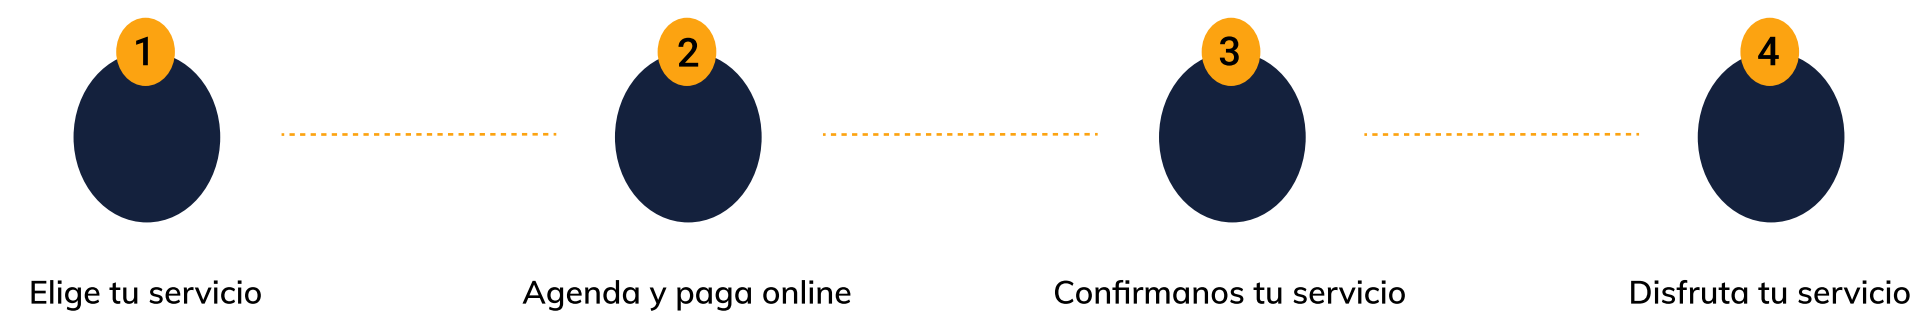 1
2
3
4
Elige tu servicio
Agenda y paga online
Confirmanos tu servicio
Disfruta tu servicio